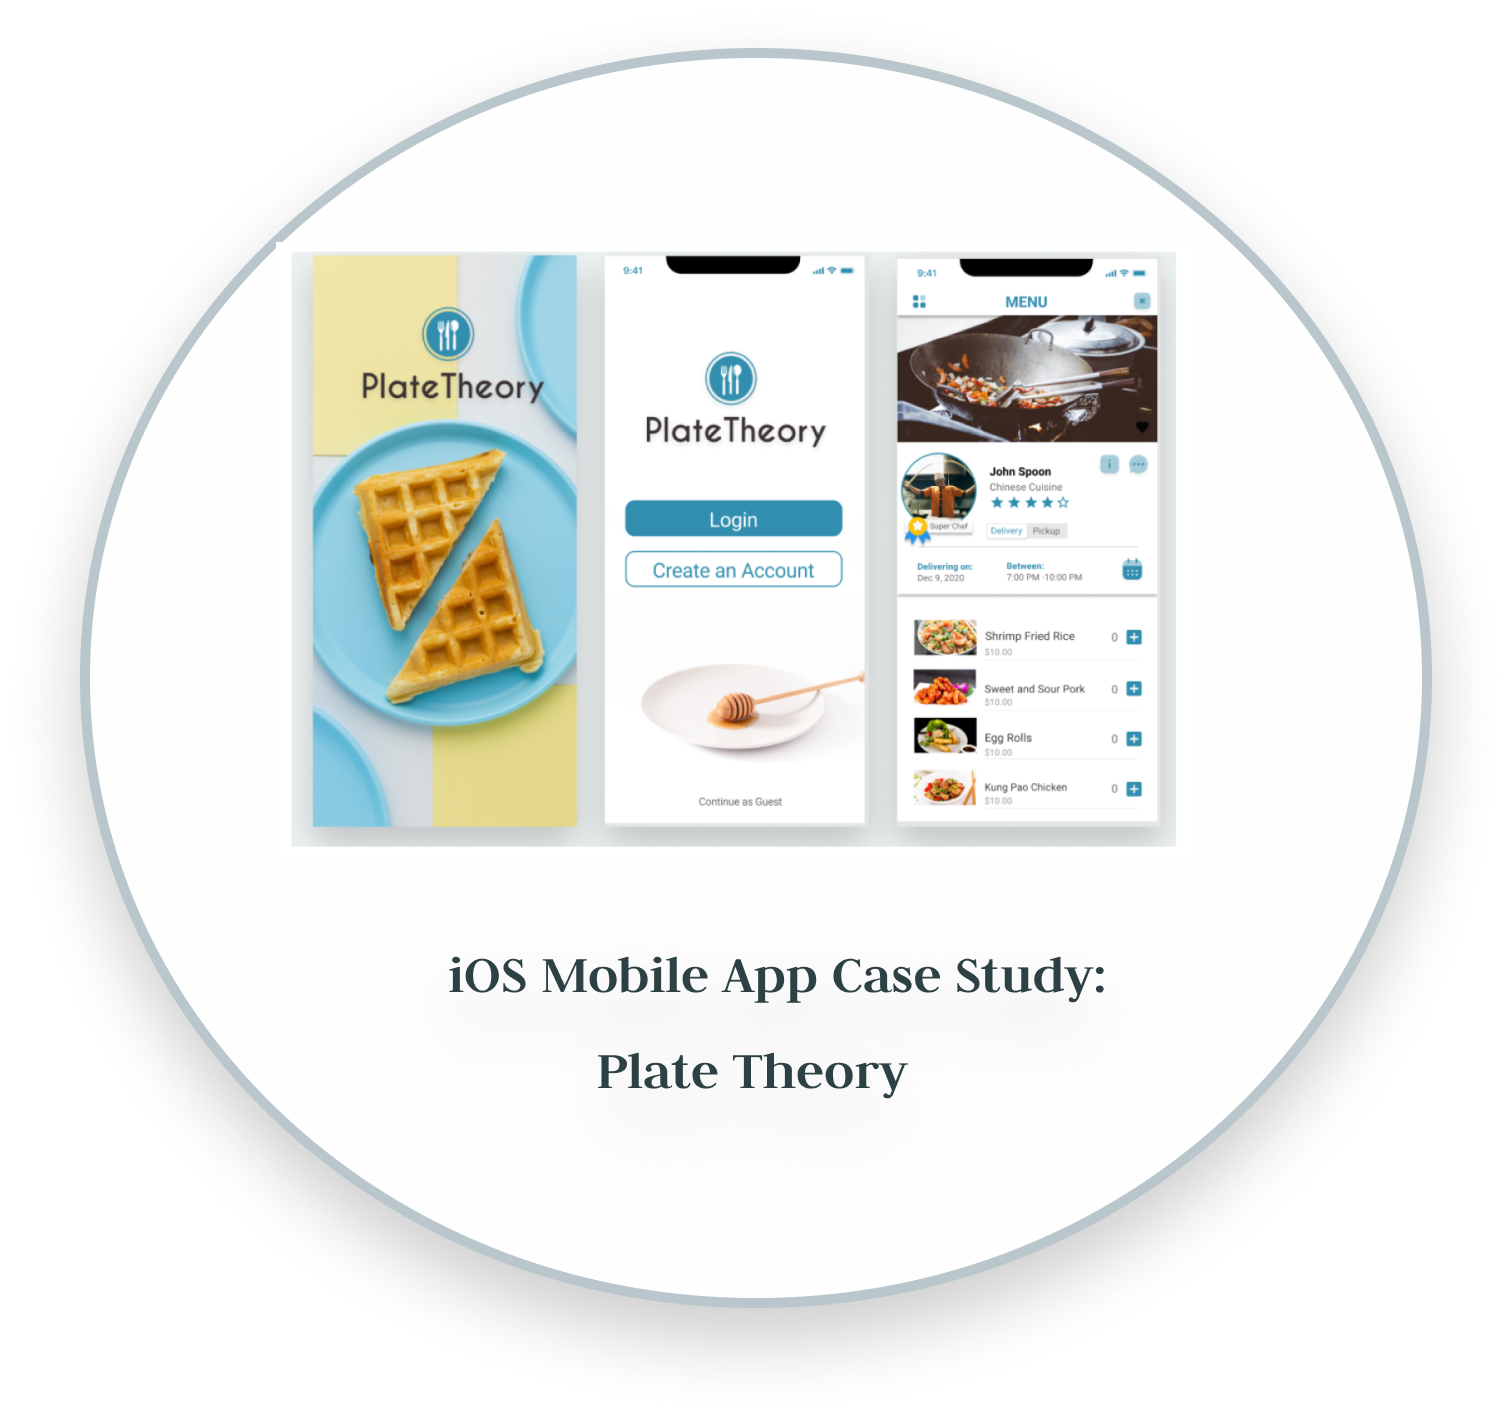 PlateTheory
9:41
PlateTheory
Login
Create an Account
Continue as Guest
9:41
MENU
John Spoon
Chinese Cuisine
Super Chef
Delivery Pickup
Delivering on: Between:
Dec 9, 2020 7:00 PM -10:00 PM
Shrimp Fried Rice 0
$10.00
Sweet and Sour Pork 0
$10.00
Egg Rolls 0
$10.00
Kung Pao Chicken 0
$10.00
iOS Mobile App Case Study:
Plate Theory